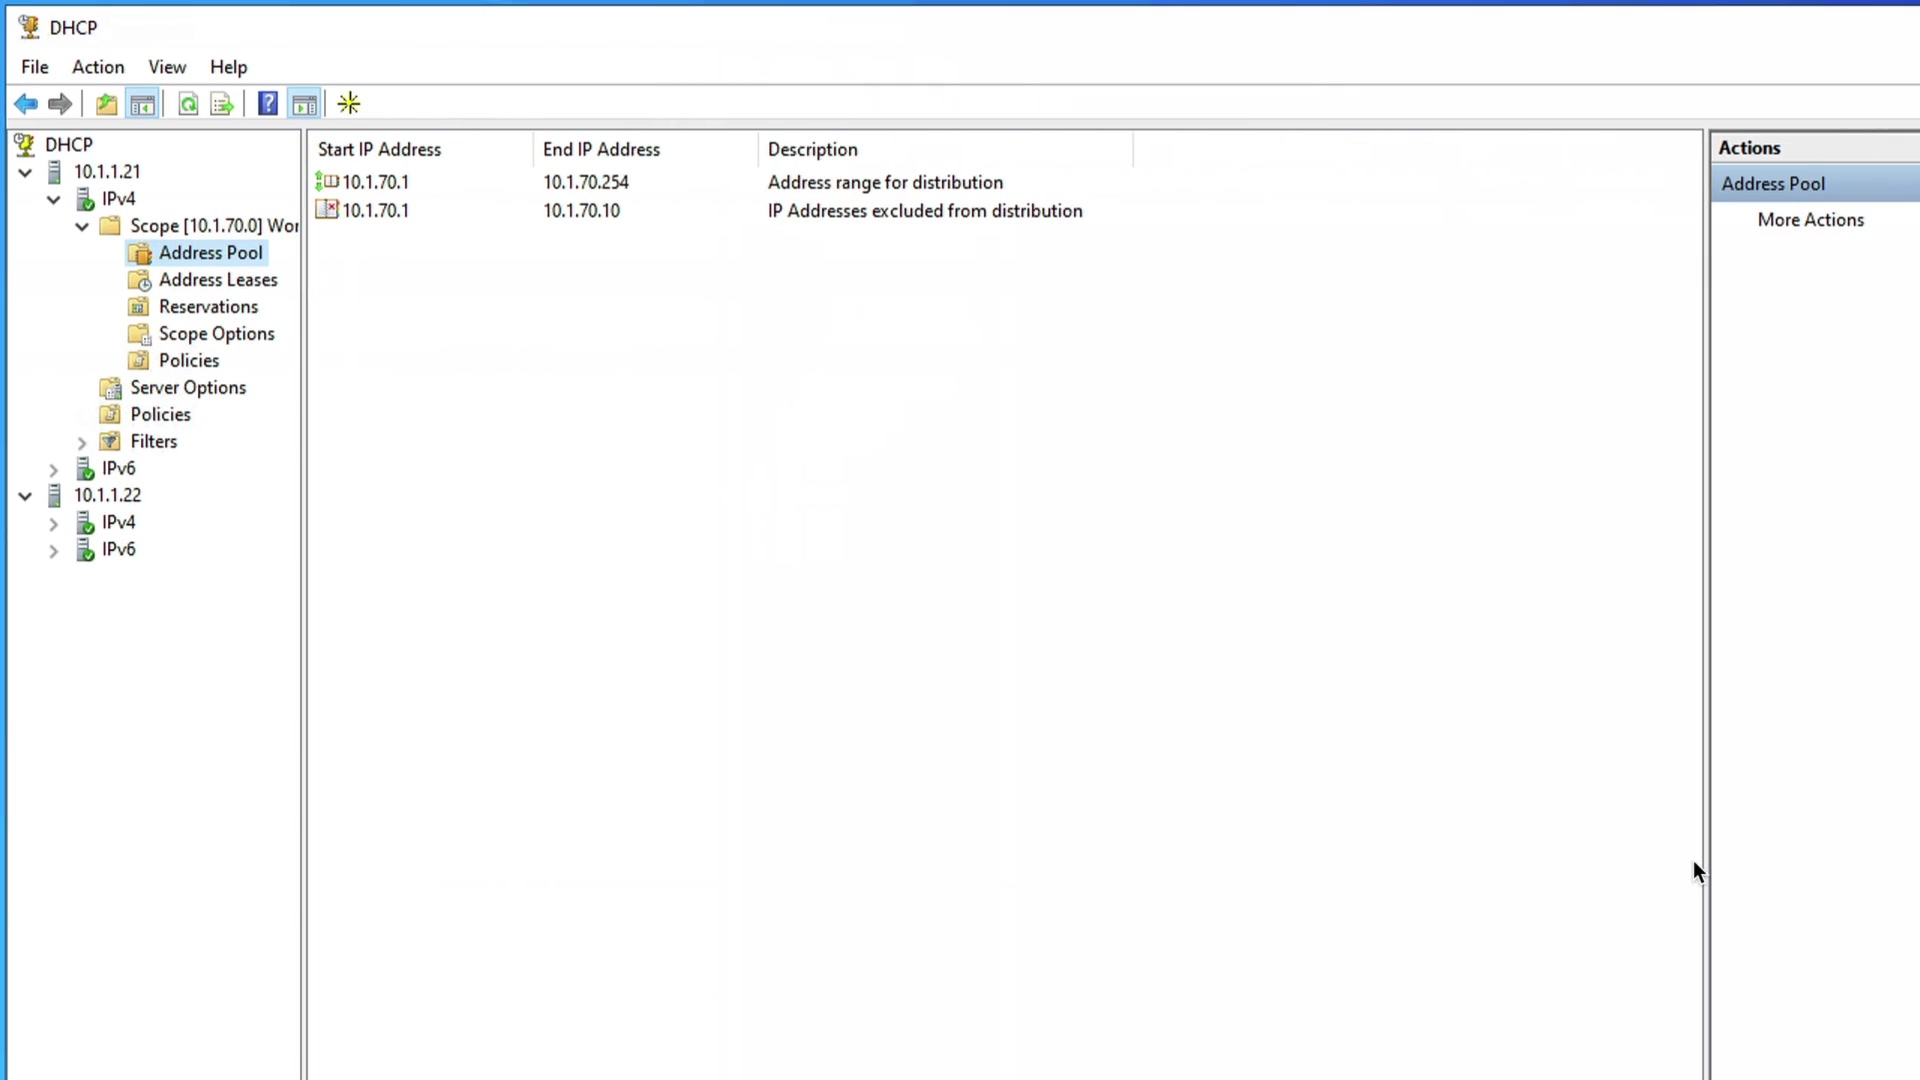 DHCP
File Action View Help
DHCP
10.1.1.21
IPv4
Scope [10.1.70.0] Wor
Address Pool
Address Leases
Reservations
Scope Options
Policies
Server Options
Policies
Filters
IPv6
10.1.1.22
IPv4
IPv6
Start IP Address End IP Address Description
10.1.70.1 10.1.70.254 Address range for distribution
10.1.70.1 10.1.70.10 IP Addresses excluded from distribution
Actions
Address Pool
More Actions